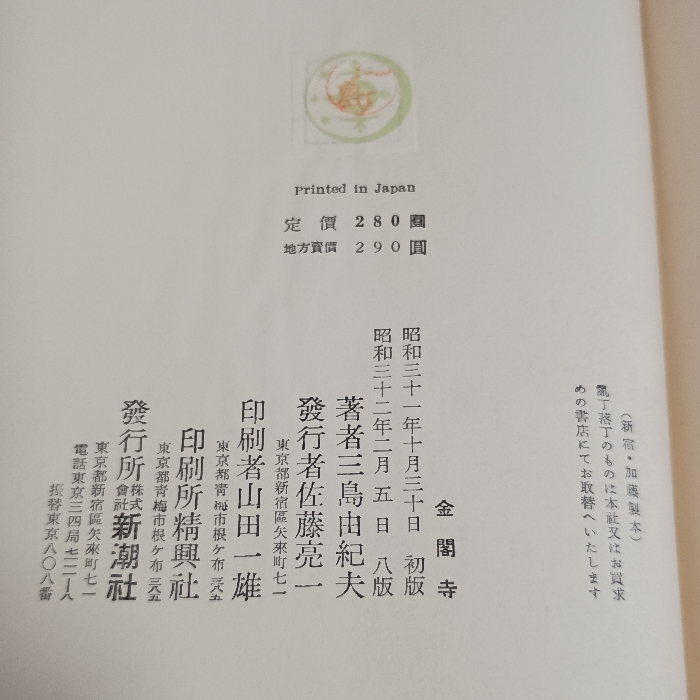 島
Printed in Japan
定價 280圓
地方賣價 290圓
(新宿・加藤製本)
亂丁落丁のものは本社又はお買求
めの書店にてお取替へいたします
金閣寺
昭和三十一年十月三十日 初版
昭和三十二年二月五日 八版
著者 三島由紀夫
發行者 佐藤亮一
東京都新宿區矢來町七一
印刷者 山田一雄
東京都靑梅市根ヶ布三八五
印刷所 精興社
東京都靑梅市根ヶ布三八五
發行所 株式會社 新潮社
東京都新宿區矢來町七一
電話東京三四局七一一一八
振替東京八〇八番